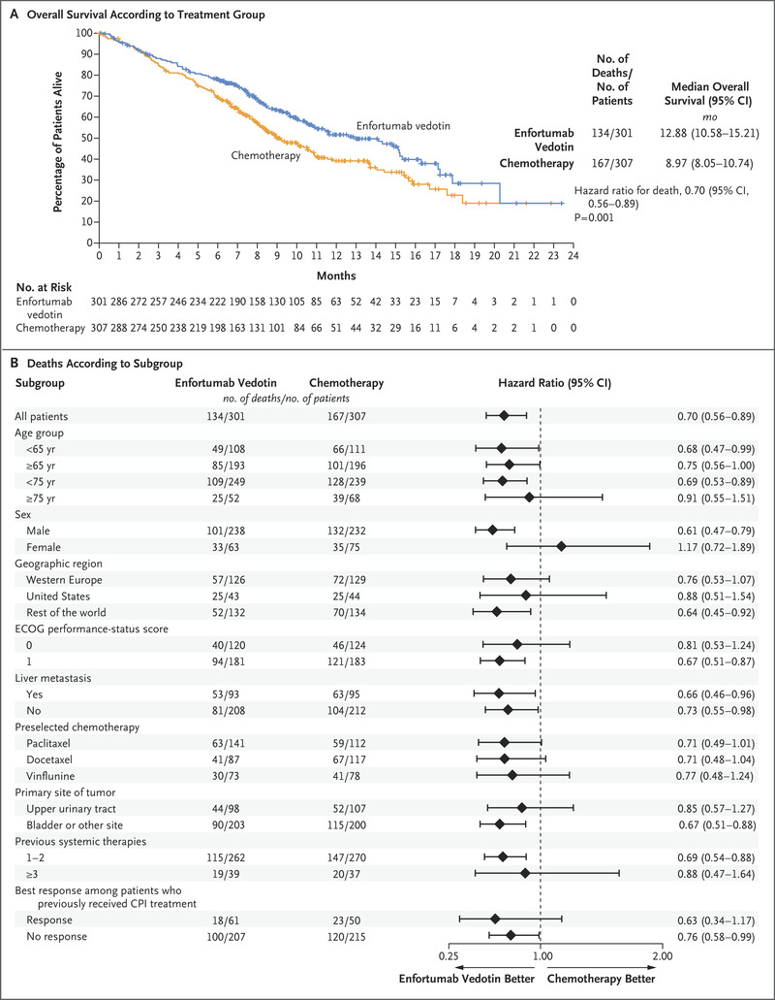 A Overall Survival According to Treatment Group
Percentage of Patients Alive
100
90
80
70
60
50
40
30
20
10
0
0 1 2 3 4 5 6 7 8 9 10 11 12 13 14 15 16 17 18 19 20 21 22 23 24
Months
Enfortumab vedotin
Chemotherapy
No. of Deaths/ No. of Patients
Median Overall Survival (95% CI)
mo
Enfortumab Vedotin 134/301 12.88 (10.58–15.21)
Chemotherapy 167/307 8.97 (8.05–10.74)
Hazard ratio for death, 0.70 (95% CI,
0.56–0.89)
P=0.001
No. at Risk
Enfortumab vedotin 301 286 272 257 246 234 222 190 158 130 105 85 63 52 42 33 23 15 7 4 3 2 1 1 0
Chemotherapy 307 288 274 250 238 219 198 163 131 101 84 66 51 44 32 29 16 11 6 4 2 2 1 0 0
B Deaths According to Subgroup
Subgroup Enfortumab Vedotin Chemotherapy Hazard Ratio (95% CI)
no. of deaths/no. of patients
All patients 134/301 167/307 0.70 (0.56–0.89)
Age group
<65 yr 49/108 66/111 0.68 (0.47–0.99)
≥65 yr 85/193 101/196 0.75 (0.56–1.00)
<75 yr 109/249 128/239 0.69 (0.53–0.89)
≥75 yr 25/52 39/68 0.91 (0.55–1.51)
Sex
Male 101/238 132/232 0.61 (0.47–0.79)
Female 33/63 35/75 1.17 (0.72–1.89)
Geographic region
Western Europe 57/126 72/129 0.76 (0.53–1.07)
United States 25/43 25/44 0.88 (0.51–1.54)
Rest of the world 52/132 70/134 0.64 (0.45–0.92)
ECOG performance-status score
0 40/120 46/124 0.81 (0.53–1.24)
1 94/181 121/183 0.67 (0.51–0.87)
Liver metastasis
Yes 53/93 63/95 0.66 (0.46–0.96)
No 81/208 104/212 0.73 (0.55–0.98)
Preselected chemotherapy
Paclitaxel 63/141 59/112 0.71 (0.49–1.01)
Docetaxel 41/87 67/117 0.71 (0.48–1.04)
Vinflunine 30/73 41/78 0.77 (0.48–1.24)
Primary site of tumor
Upper urinary tract 44/98 52/107 0.85 (0.57–1.27)
Bladder or other site 90/203 115/200 0.67 (0.51–0.88)
Previous systemic therapies
1–2 115/262 147/270 0.69 (0.54–0.88)
≥3 19/39 20/37 0.88 (0.47–1.64)
Best response among patients who
previously received CPI treatment
Response 18/61 23/50 0.63 (0.34–1.17)
No response 100/207 120/215 0.76 (0.58–0.99)
0.25 1.00 2.00
Enfortumab Vedotin Better Chemotherapy Better